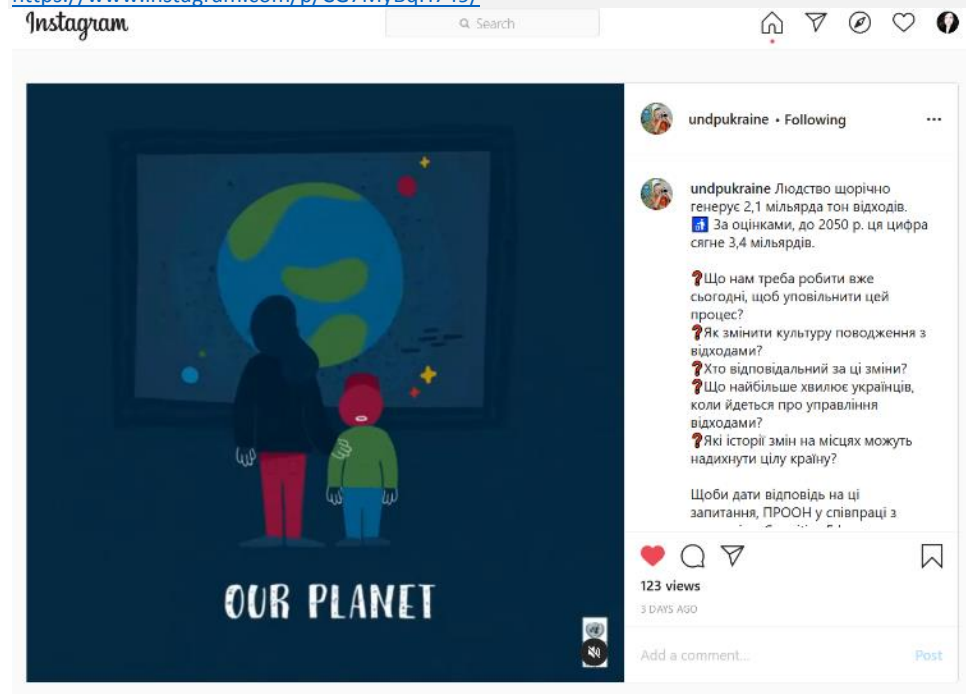 Instagram
Search
undpukraine • Following
undpukraine Людство щорічно
генерує 2,1 мільярда тон відходів.
🚮 За оцінками, до 2050 р. ця цифра
сягне 3,4 мільярдів.
❓Що нам треба робити вже
сьогодні, щоб уповільнити цей
процес?
❓Як змінити культуру поводження з
відходами?
❓Хто відповідальний за ці зміни?
❓Що найбільше хвилює українців,
коли йдеться про управління
відходами?
❓Які історії змін на місцях можуть
надихнути цілу країну?
Щоби дати відповідь на ці
запитання, ПРООН у співпраці з
OUR PLANET
123 views
3 DAYS AGO
Add a comment...
Post